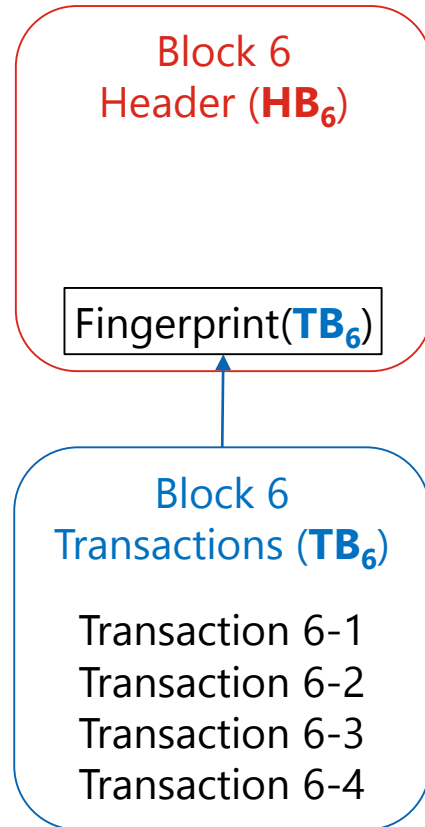 Block 6
Header (HB₆)
Fingerprint(TB₆)
Block 6
Transactions (TB₆)
Transaction 6-1
Transaction 6-2
Transaction 6-3
Transaction 6-4